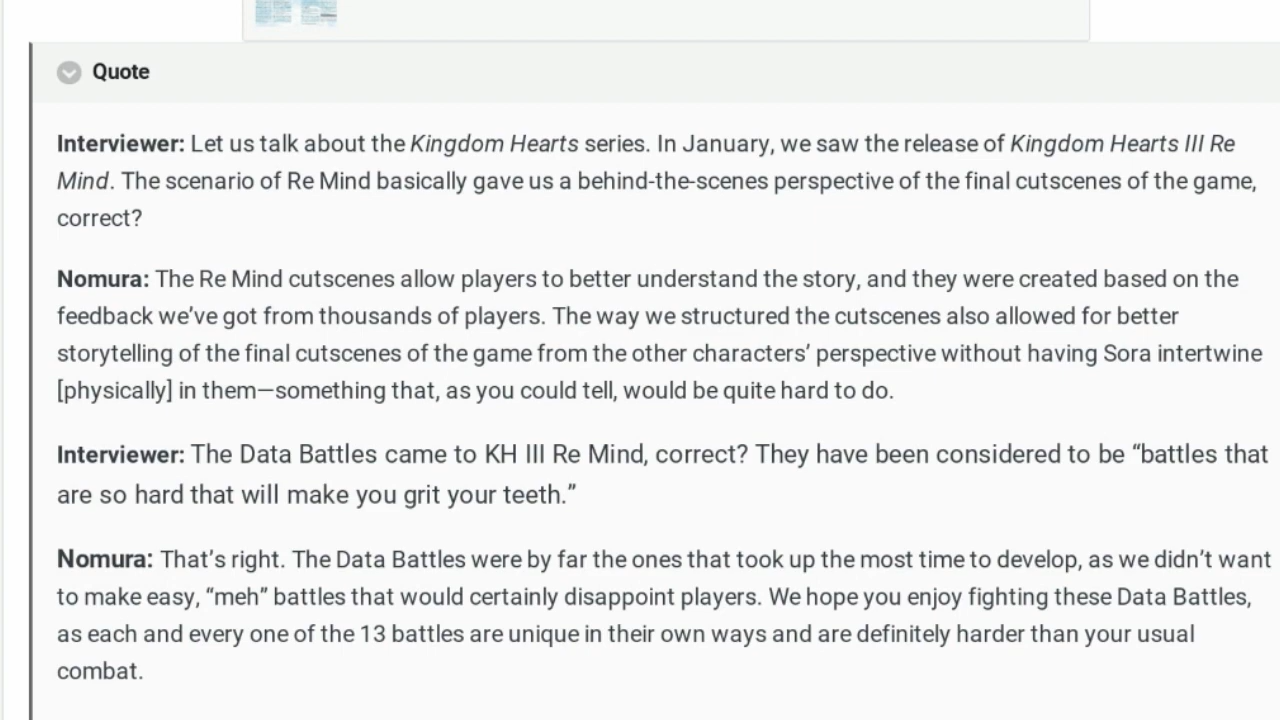 Quote
Interviewer: Let us talk about the Kingdom Hearts series. In January, we saw the release of Kingdom Hearts III Re
Mind. The scenario of Re Mind basically gave us a behind-the-scenes perspective of the final cutscenes of the game,
correct?
Nomura: The Re Mind cutscenes allow players to better understand the story, and they were created based on the
feedback we’ve got from thousands of players. The way we structured the cutscenes also allowed for better
storytelling of the final cutscenes of the game from the other characters’ perspective without having Sora intertwine
[physically] in them—something that, as you could tell, would be quite hard to do.
Interviewer: The Data Battles came to KH III Re Mind, correct? They have been considered to be “battles that
are so hard that will make you grit your teeth.”
Nomura: That’s right. The Data Battles were by far the ones that took up the most time to develop, as we didn’t want
to make easy, “meh” battles that would certainly disappoint players. We hope you enjoy fighting these Data Battles,
as each and every one of the 13 battles are unique in their own ways and are definitely harder than your usual
combat.